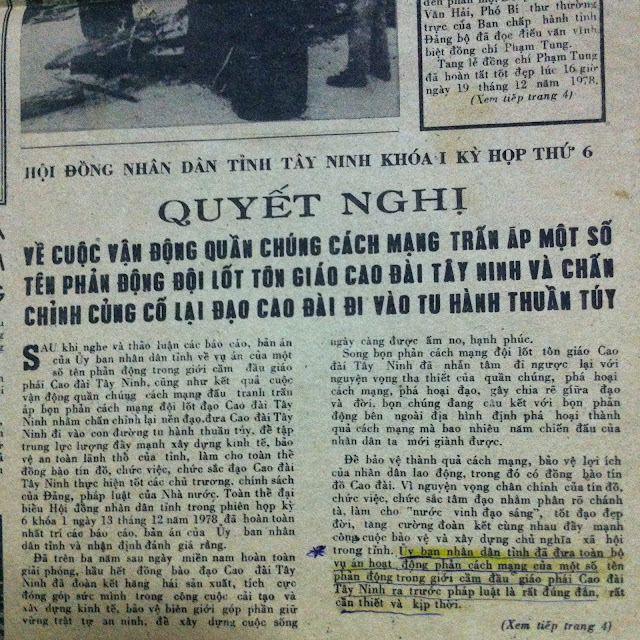 đến phần mộ. Đ/c
Văn Hải, Phó Bí thư thường
trực của Ban chấp hành tỉnh
Đảng bộ đã đọc điếu văn vĩnh
biệt đồng chí Phạm Tung.
Tang lễ đồng chí Phạm Tung
đã hoàn tất tốt đẹp lúc 16 giờ
ngày 19 tháng 12 năm 1978.
(Xem tiếp trang 4)
HỘI ĐỒNG NHÂN DÂN TỈNH TÂY NINH KHÓA I KỲ HỌP THỨ 6
QUYẾT NGHỊ
VỀ CUỘC VẬN ĐỘNG QUẦN CHÚNG CÁCH MẠNG TRẤN ÁP MỘT SỐ
TÊN PHẢN ĐỘNG ĐỘI LỐT TÔN GIÁO CAO ĐÀI TÂY NINH VÀ CHẤN
CHỈNH CỦNG CỐ LẠI ĐẠO CAO ĐÀI ĐI VÀO TU HÀNH THUẦN TÚY
SAU khi nghe và thảo luận các báo cáo, bản án
của Ủy ban nhân dân tỉnh về vụ án của một
số tên phản động trong giới cầm đầu giáo
phái Cao Đài Tây Ninh, cũng như kết quả cuộc
vận động quần chúng cách mạng đấu tranh trấn
áp bọn phản cách mạng đội lốt đạo Cao Đài Tây
Ninh nhằm chấn chỉnh lại nền đạo, đưa Cao Đài Tây
Ninh đi vào con đường tu hành thuần túy, để tập
trung lực lượng đẩy mạnh xây dựng kinh tế, bảo
vệ an toàn lãnh thổ của tỉnh, làm cho toàn thể
đồng bào tín đồ, chức việc, chức sắc đạo Cao Đài
Tây Ninh thực hiện tốt các chủ trương, chính sách
của Đảng, pháp luật của Nhà nước. Toàn thể đại
biểu Hội đồng nhân dân tỉnh trong phiên họp kỳ
6 khóa 1 ngày 13 tháng 12 năm 1978, đã hoàn toàn
nhất trí các báo cáo, bản án của Ủy ban nhân
dân tỉnh và nhận định đánh giá rằng.
Đã trên ba năm sau ngày miền nam hoàn toàn
giải phóng, hầu hết đồng bào đạo Cao Đài Tây
Ninh đã đoàn kết hăng hái sản xuất, tích cực
đóng góp sức mình trong công cuộc cải tạo và
xây dựng kinh tế, bảo vệ biên giới góp phần giữ
vững trật tự an ninh, để xây dựng cuộc sống
ngày càng được ấm no, hạnh phúc.
Song bọn phản cách mạng đội lốt tôn giáo Cao
đài Tây Ninh đã nhẫn tâm đi ngược lại với
nguyện vọng tha thiết của quần chúng, phá hoại
cách mạng, phá hoại đạo, gây chia rẽ giữa đạo
và đời, bọn chúng đang cấu kết với bọn phản
động bên ngoài địa hình định phá hoại thành
quả cách mạng mà bao nhiêu năm chiến đấu của
nhân dân ta mới giành được.
Để bảo vệ thành quả cách mạng, bảo vệ lợi ích
của nhân dân lao động, trong đó có đồng bào tín đồ
Cao đài. Vì nguyện vọng chân chính của tín đồ,
chức việc, chức sắc tâm đạo nhằm phân rõ chánh
tà, làm cho "nước vinh đạo sáng", tốt đạo đẹp
đời, tăng cường đoàn kết cùng nhau đẩy mạnh
công cuộc bảo vệ và xây dựng chủ nghĩa xã hội
trong tỉnh. Ủy ban nhân dân tỉnh đã đưa toàn bộ
vụ án hoạt động phản cách mạng của một số tên
phản động trong giới cầm đầu giáo phái Cao đài
Tây Ninh ra trước pháp luật là rất đúng đắn, rất
cần thiết và kịp thời.
(Xem tiếp trang 4)